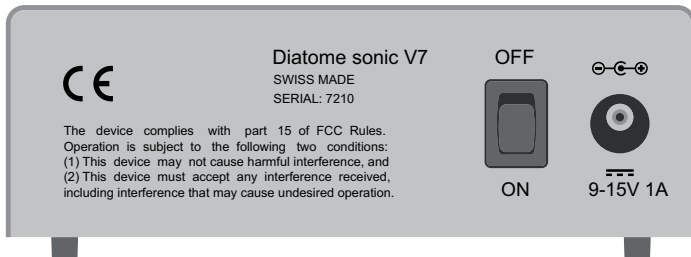 CE
Diatome sonic V7
SWISS MADE
SERIAL: 7210
The device complies with part 15 of FCC Rules.
Operation is subject to the following two conditions:
(1) This device may not cause harmful interference, and
(2) This device must accept any interference received,
including interference that may cause undesired operation.
OFF
ON
9-15V 1A